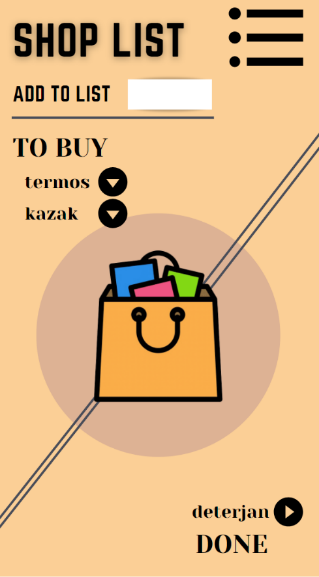 SHOP LIST
ADD TO LIST
TO BUY
termos
kazak
deterjan
DONE